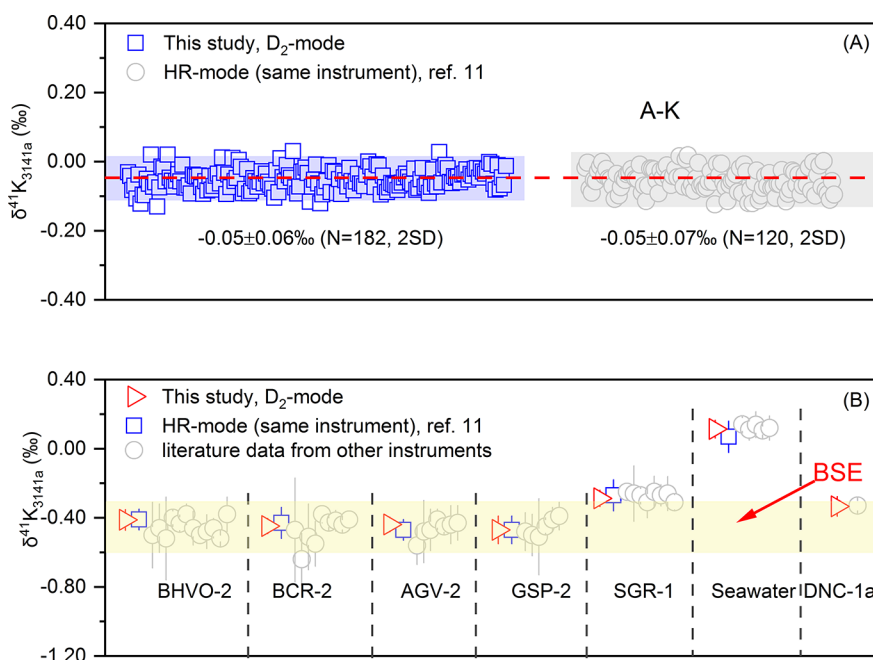 0.40
This study, D₂-mode
(A)
HR-mode (same instrument), ref. 11
0.20
A-K
δ⁴¹K₃₁₄₁ₐ (‰)
0.00
-0.20
-0.05±0.06‰ (N=182, 2SD)
-0.05±0.07‰ (N=120, 2SD)
-0.40
0.40
This study, D₂-mode
(B)
HR-mode (same instrument), ref. 11
literature data from other instruments
0.00
BSE
δ⁴¹K₃₁₄₁ₐ (‰)
-0.40
-0.80
BHVO-2
BCR-2
AGV-2
GSP-2
SGR-1
Seawater
DNC-1a
-1.20